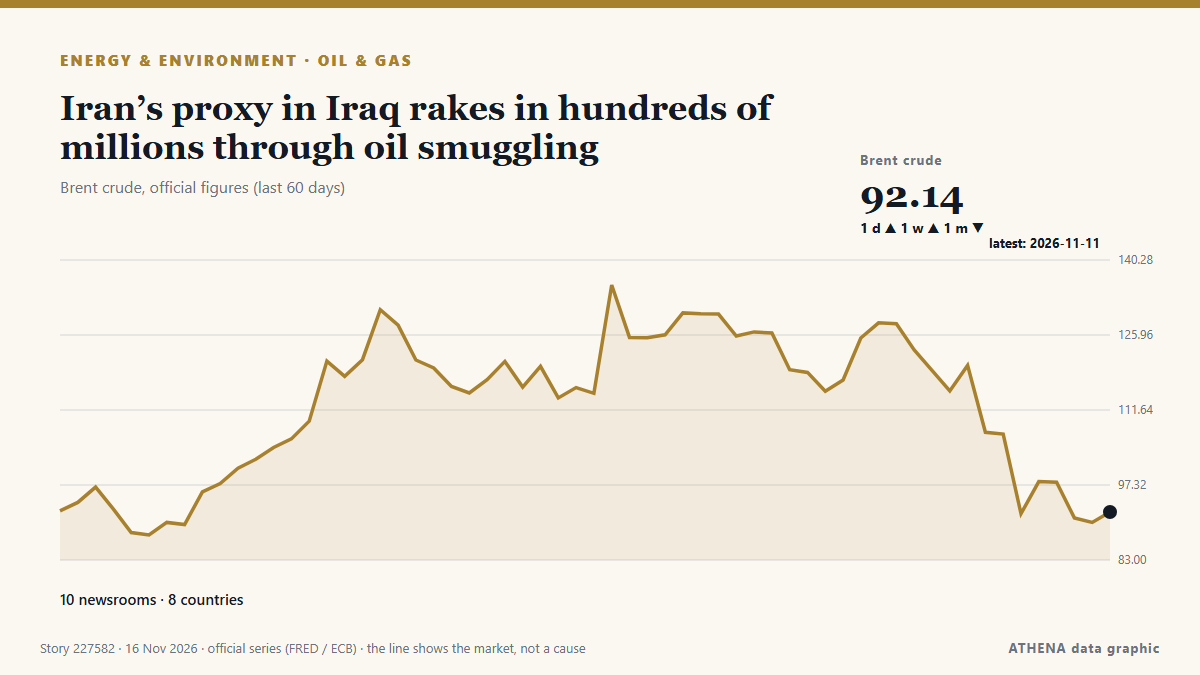 ENERGY & ENVIRONMENT · OIL & GAS
Iran’s proxy in Iraq rakes in hundreds of
millions through oil smuggling
Brent crude, official figures (last 60 days)
Brent crude
92.14
1 d ▲ 1 w ▲ 1 m ▼
latest: 2026-11-11
140.28
125.96
111.64
97.32
83.00
10 newsrooms · 8 countries
Story 227582 · 16 Nov 2026 · official series (FRED / ECB) · the line shows the market, not a cause
ATHENA data graphic